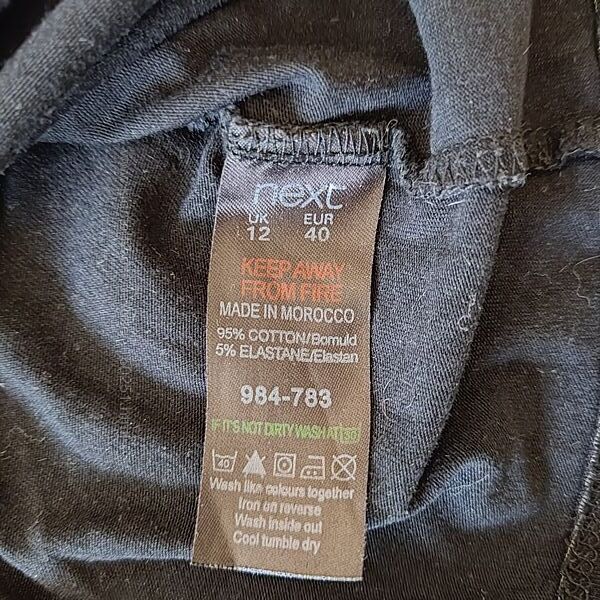 next
UK EUR
12 40
KEEP AWAY
FROM FIRE
MADE IN MOROCCO
95% COTTON/Bomuld
5% ELASTANE/Elastan
984-783
IF IT'S NOT DIRTY WASH AT 30
40
Wash like colours together
Iron on reverse
Wash inside out
Cool tumble dry